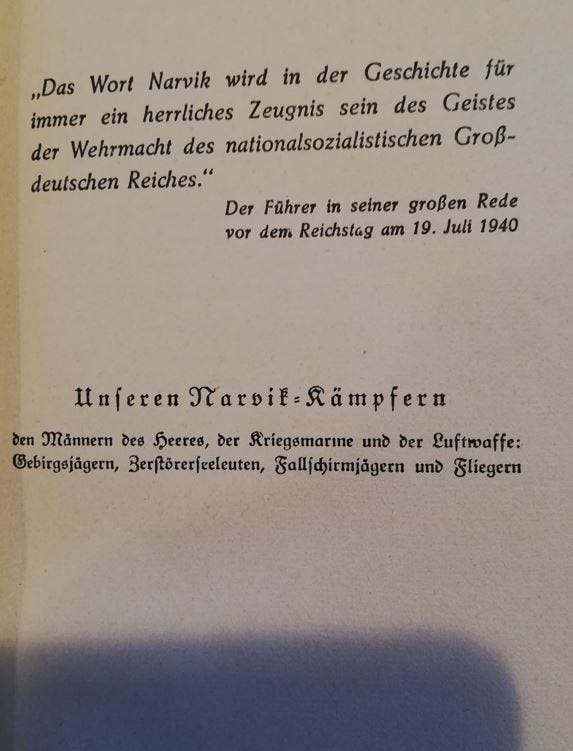 „Das Wort Narvik wird in der Geschichte für
immer ein herrliches Zeugnis sein des Geistes
der Wehrmacht des nationalsozialistischen Groß-
deutschen Reiches.“
Der Führer in seiner großen Rede
vor dem Reichstag am 19. Juli 1940
Unſeren Narvik-Kämpfern
den Männern des Heeres, der Kriegsmarine und der Luftwaffe:
Gebirgsjägern, Zerſtörerſeeleuten, Fallſchirmjägern und Fliegern